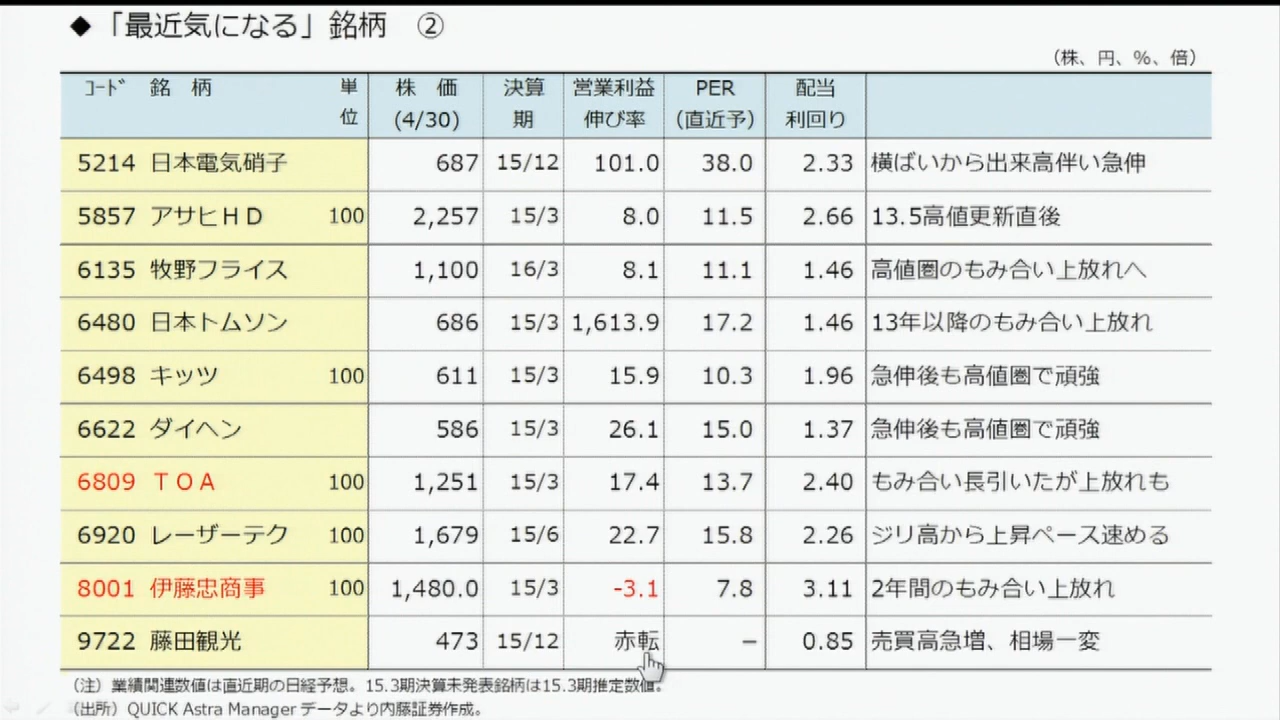 ◆「最近気になる」銘柄　②
（株、円、%、倍）
ｺｰﾄﾞ 銘　柄 単位 株　価 (4/30) 決算期 営業利益伸び率 PER （直近予） 配当利回り
5214 日本電気硝子 687 15/12 101.0 38.0 2.33 横ばいから出来高伴い急伸
5857 アサヒＨＤ 100 2,257 15/3 8.0 11.5 2.66 13.5高値更新直後
6135 牧野フライス 1,100 16/3 8.1 11.1 1.46 高値圏のもみ合い上放れへ
6480 日本トムソン 686 15/3 1,613.9 17.2 1.46 13年以降のもみ合い上放れ
6498 キッツ 100 611 15/3 15.9 10.3 1.96 急伸後も高値圏で頑強
6622 ダイヘン 586 15/3 26.1 15.0 1.37 急伸後も高値圏で頑強
6809 ＴＯＡ 100 1,251 15/3 17.4 13.7 2.40 もみ合い長引いたが上放れも
6920 レーザーテク 100 1,679 15/6 22.7 15.8 2.26 ジリ高から上昇ペース速める
8001 伊藤忠商事 100 1,480.0 15/3 -3.1 7.8 3.11 2年間のもみ合い上放れ
9722 藤田観光 473 15/12 赤転 − 0.85 売買高急増、相場一変
（注）業績関連数値は直近期の日経予想。15.3期決算未発表銘柄は15.3期推定数値。
（出所）QUICK Astra Manager データより内藤証券作成。